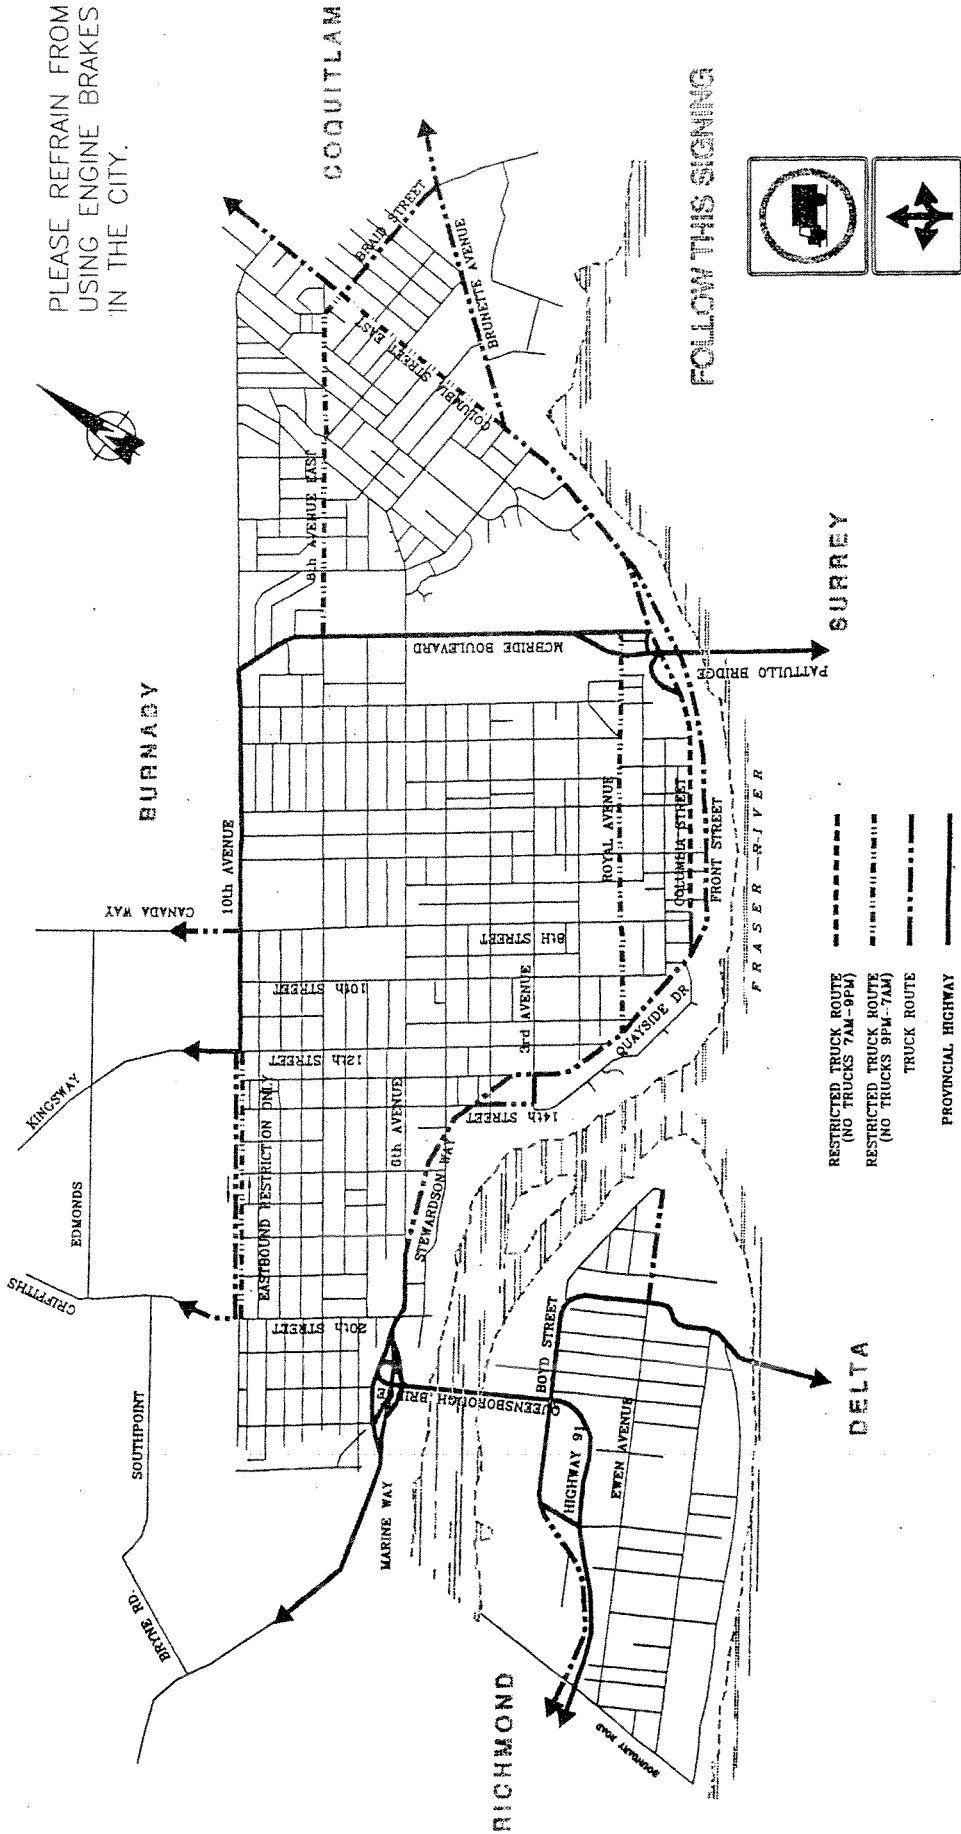 PLEASE REFRAIN FROM
USING ENGINE BRAKES
IN THE CITY.
COQUITLAM
BURNABY
SURREY
DELTA
RICHMOND
FOLLOW THIS SIGNING
BRAID STREET
BRUNETTE AVENUE
COLUMBIA STREET EAST
8th AVENUE EAST
MCBRIDE BOULEVARD
PATTULLO BRIDGE
10th AVENUE
CANADA WAY
KINGSWAY
EDMONDS
GRIFFITHS
SOUTHPOINT
BRYNE RD.
MARINE WAY
EASTBOUND RESTRICTION ONLY
20th STREET
12th STREET
10th STREET
8TH STREET
14th STREET
6th AVENUE
3rd AVENUE
ROYAL AVENUE
COLUMBIA STREET
FRONT STREET
FRASER RIVER
QUAYSIDE DR
STEWARDSON WAY
QUEENSBOROUGH BRIDGE
BOYD STREET
HIGHWAY 91
EWEN AVENUE
BOUNDARY ROAD
RESTRICTED TRUCK ROUTE
(NO TRUCKS 7AM-9PM)
RESTRICTED TRUCK ROUTE
(NO TRUCKS 9PM-7AM)
TRUCK ROUTE
PROVINCIAL HIGHWAY